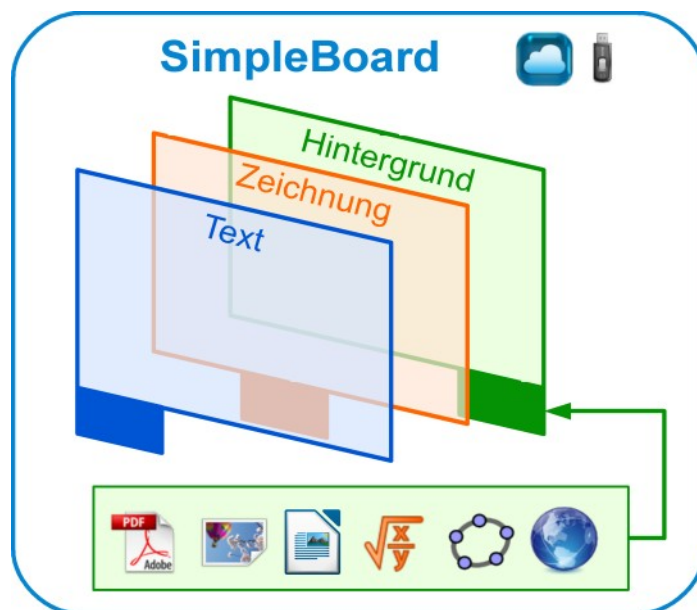 SimpleBoard
Hintergrund
Zeichnung
Text
PDF
Adobe
x
y